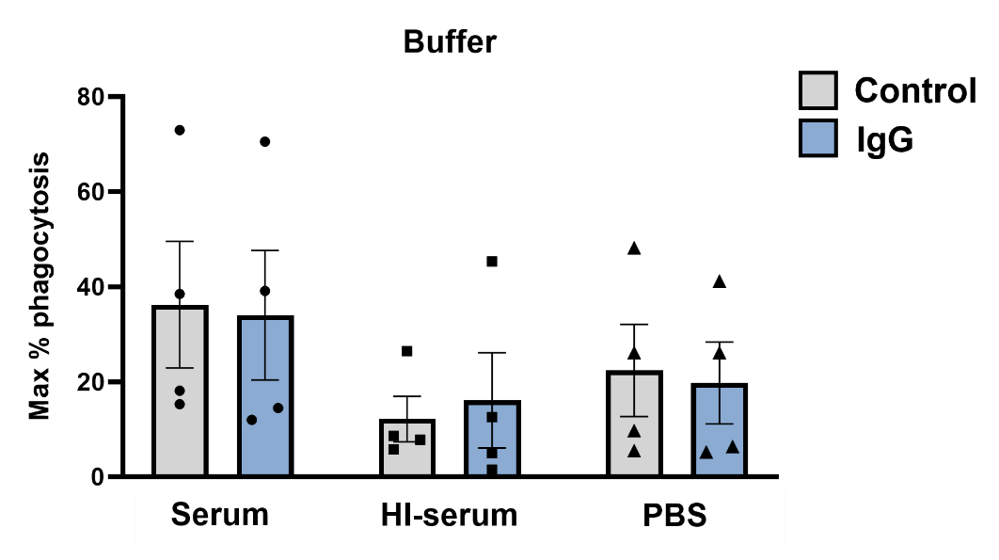 Buffer
Control
IgG
Max % phagocytosis
80
60
40
20
0
Serum
HI-serum
PBS